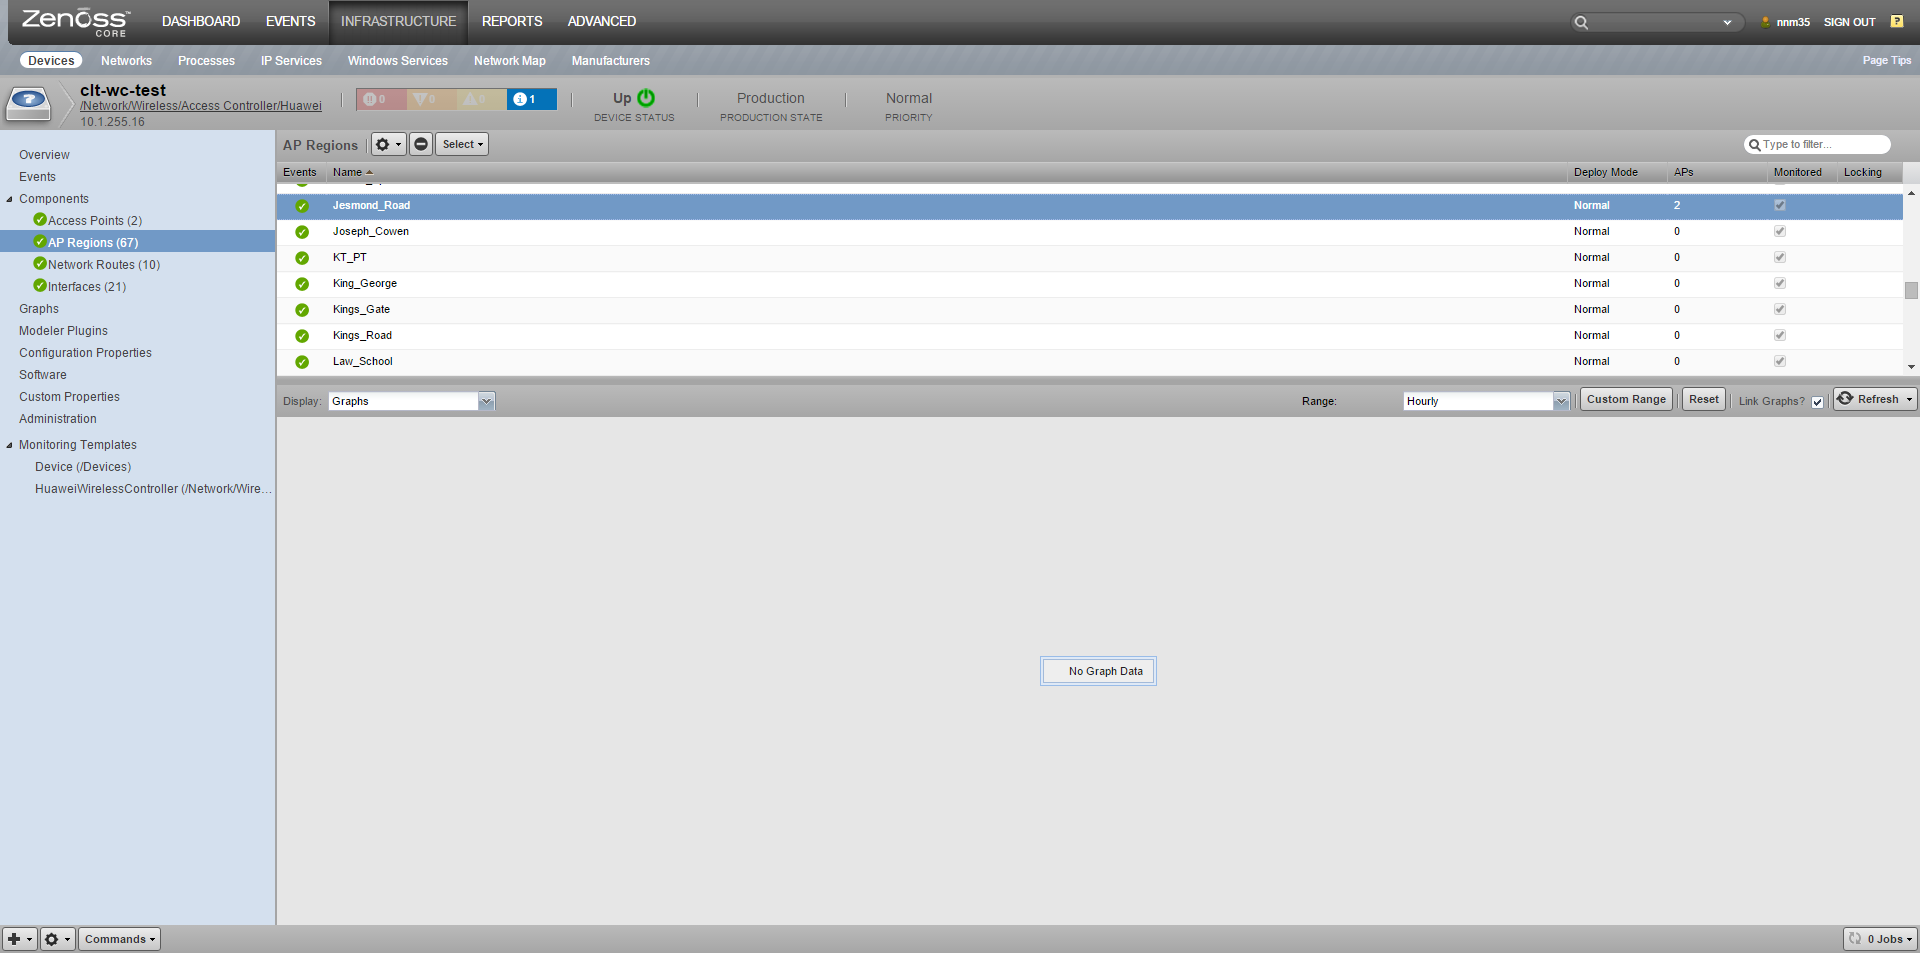 Zenoss™ CORE
DASHBOARD EVENTS INFRASTRUCTURE REPORTS ADVANCED
nnm35 SIGN OUT ?
Devices Networks Processes IP Services Windows Services Network Map Manufacturers Page Tips
clt-wc-test
/Network/Wireless/Access Controller/Huawei
10.1.255.16
0 0 0 1
Up
DEVICE STATUS
Production
PRODUCTION STATE
Normal
PRIORITY
Overview
Events
Components
Access Points (2)
AP Regions (67)
Network Routes (10)
Interfaces (21)
Graphs
Modeler Plugins
Configuration Properties
Software
Custom Properties
Administration
Monitoring Templates
Device (/Devices)
HuaweiWirelessController (/Network/Wire...
AP Regions Select Type to filter...
Events Name Deploy Mode APs Monitored Locking
Jesmond_Road Normal 2
Joseph_Cowen Normal 0
KT_PT Normal 0
King_George Normal 0
Kings_Gate Normal 0
Kings_Road Normal 0
Law_School Normal 0
Display: Graphs Range: Hourly Custom Range Reset Link Graphs? Refresh
No Graph Data
Commands 0 Jobs